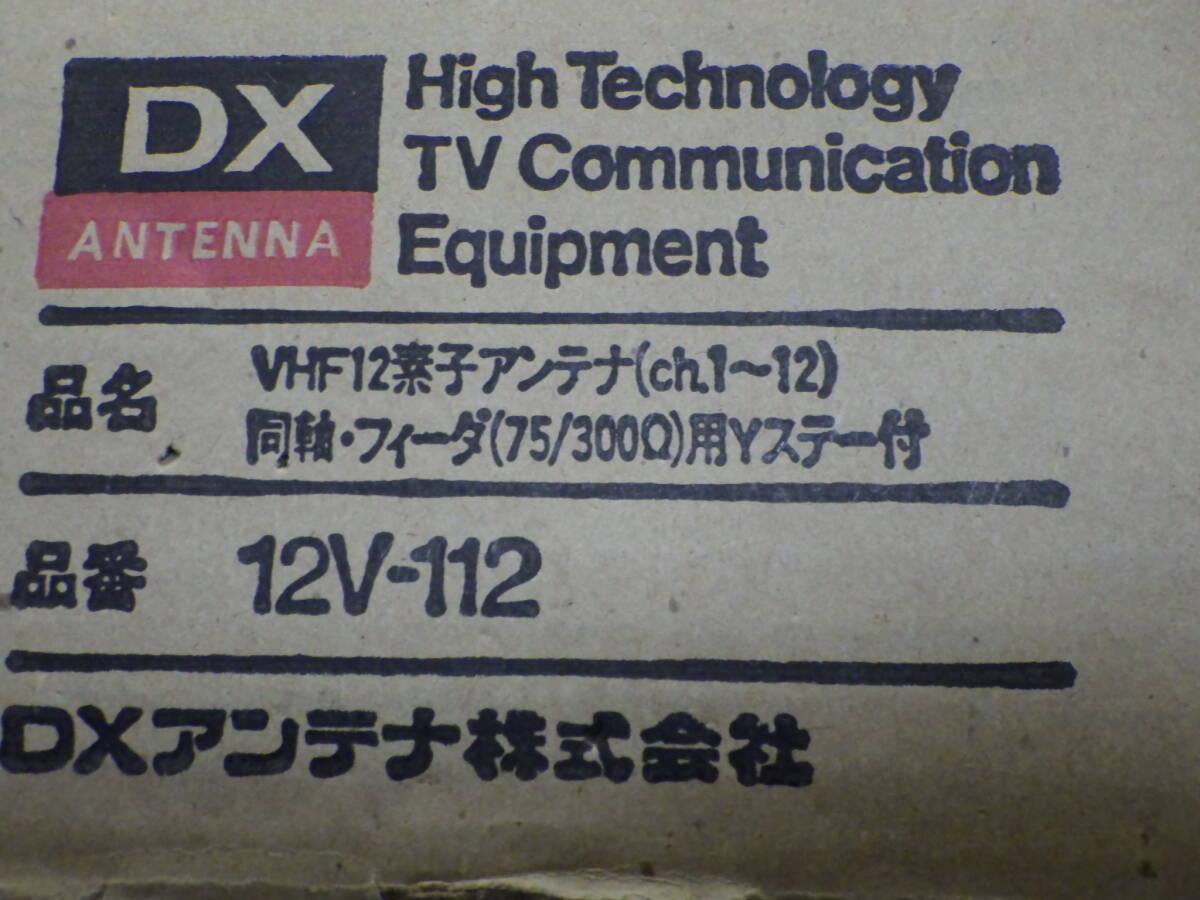 DX
ANTENNA
High Technology
TV Communication
Equipment
品名
VHF12素子アンテナ(ch.1～12)
同軸・フィーダ(75/300Ω)用Yステー付
品番 12V-112
DXアンテナ株式会社